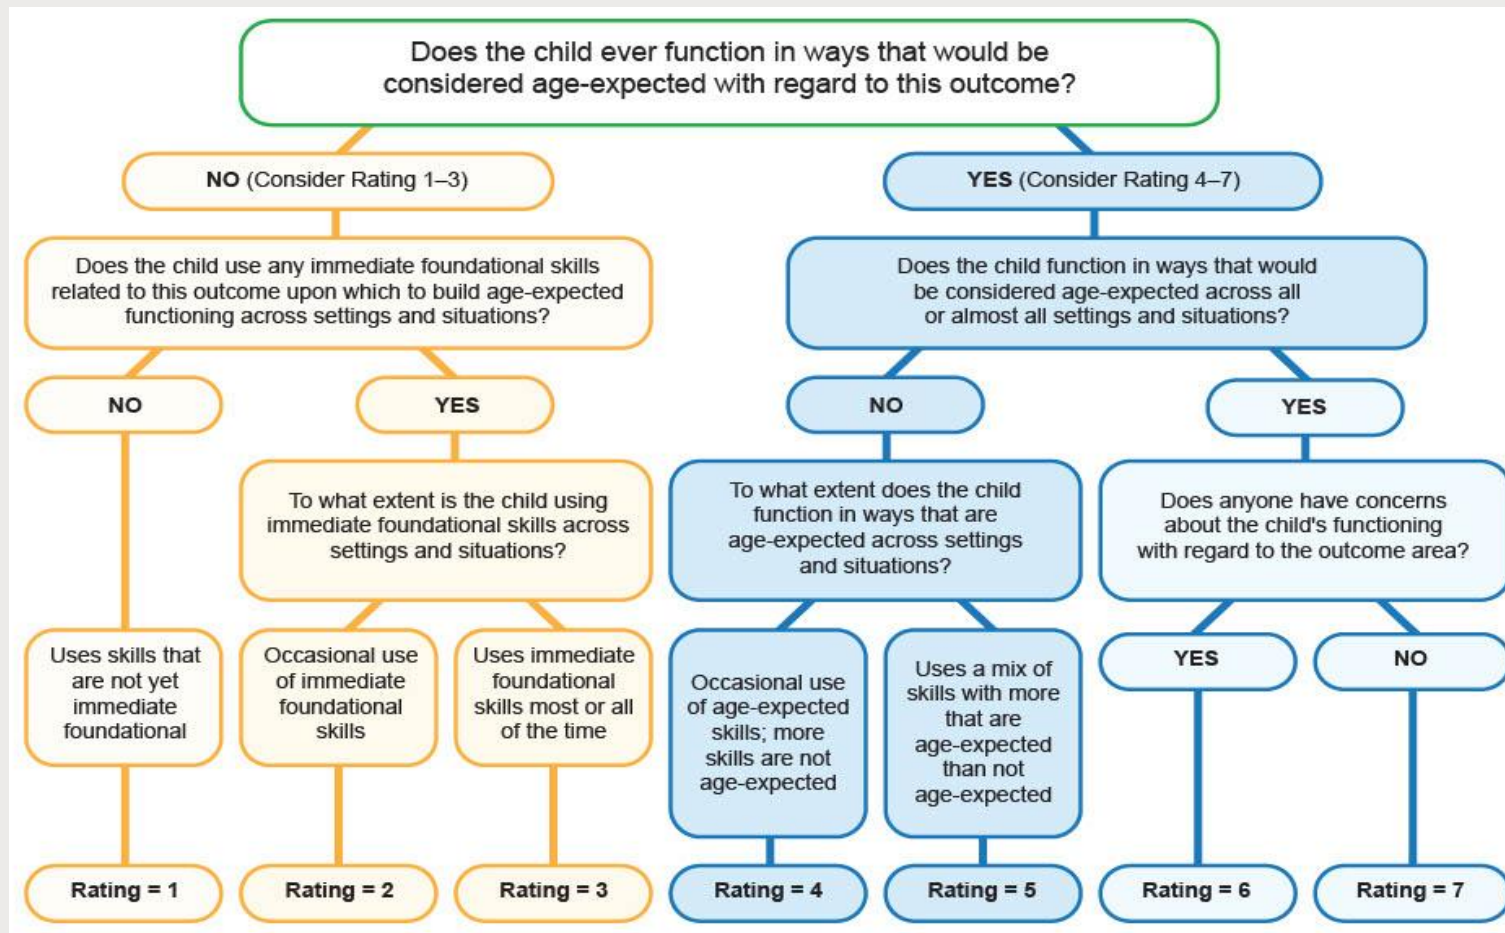 Does the child ever function in ways that would be
considered age-expected with regard to this outcome?
NO (Consider Rating 1–3)
YES (Consider Rating 4–7)
Does the child use any immediate foundational skills
related to this outcome upon which to build age-expected
functioning across settings and situations?
Does the child function in ways that would
be considered age-expected across all
or almost all settings and situations?
NO
YES
NO
YES
To what extent is the child using
immediate foundational skills across
settings and situations?
To what extent does the child
function in ways that are
age-expected across settings
and situations?
Does anyone have concerns
about the child's functioning
with regard to the outcome area?
Uses skills that
are not yet
immediate
foundational
Occasional use
of immediate
foundational
skills
Uses immediate
foundational
skills most or all
of the time
Occasional use
of age-expected
skills; more
skills are not
age-expected
Uses a mix of
skills with more
that are
age-expected
than not
age-expected
YES
NO
Rating = 1
Rating = 2
Rating = 3
Rating = 4
Rating = 5
Rating = 6
Rating = 7